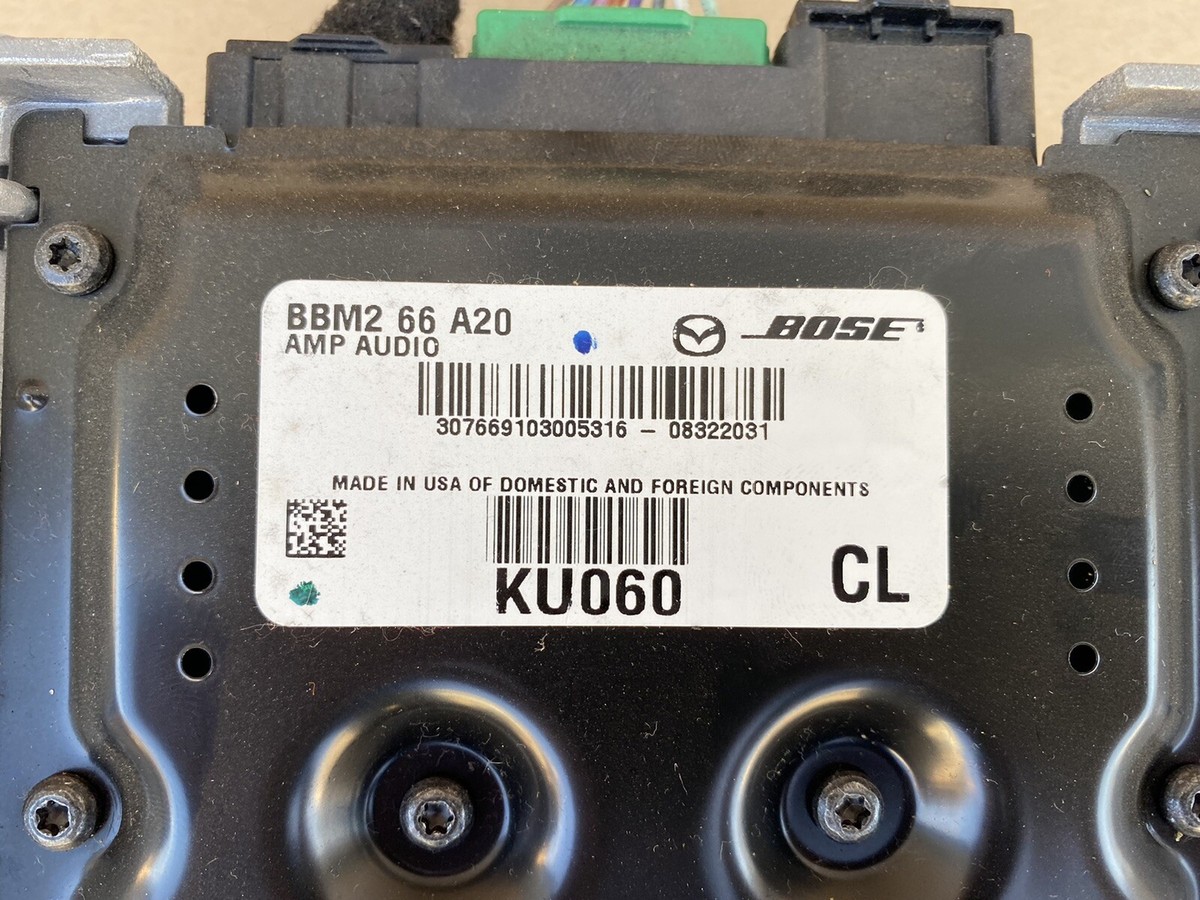 BBM2 66 A20
AMP AUDIO
BOSE
307669103005316 - 08322031
MADE IN USA OF DOMESTIC AND FOREIGN COMPONENTS
KU060
CL